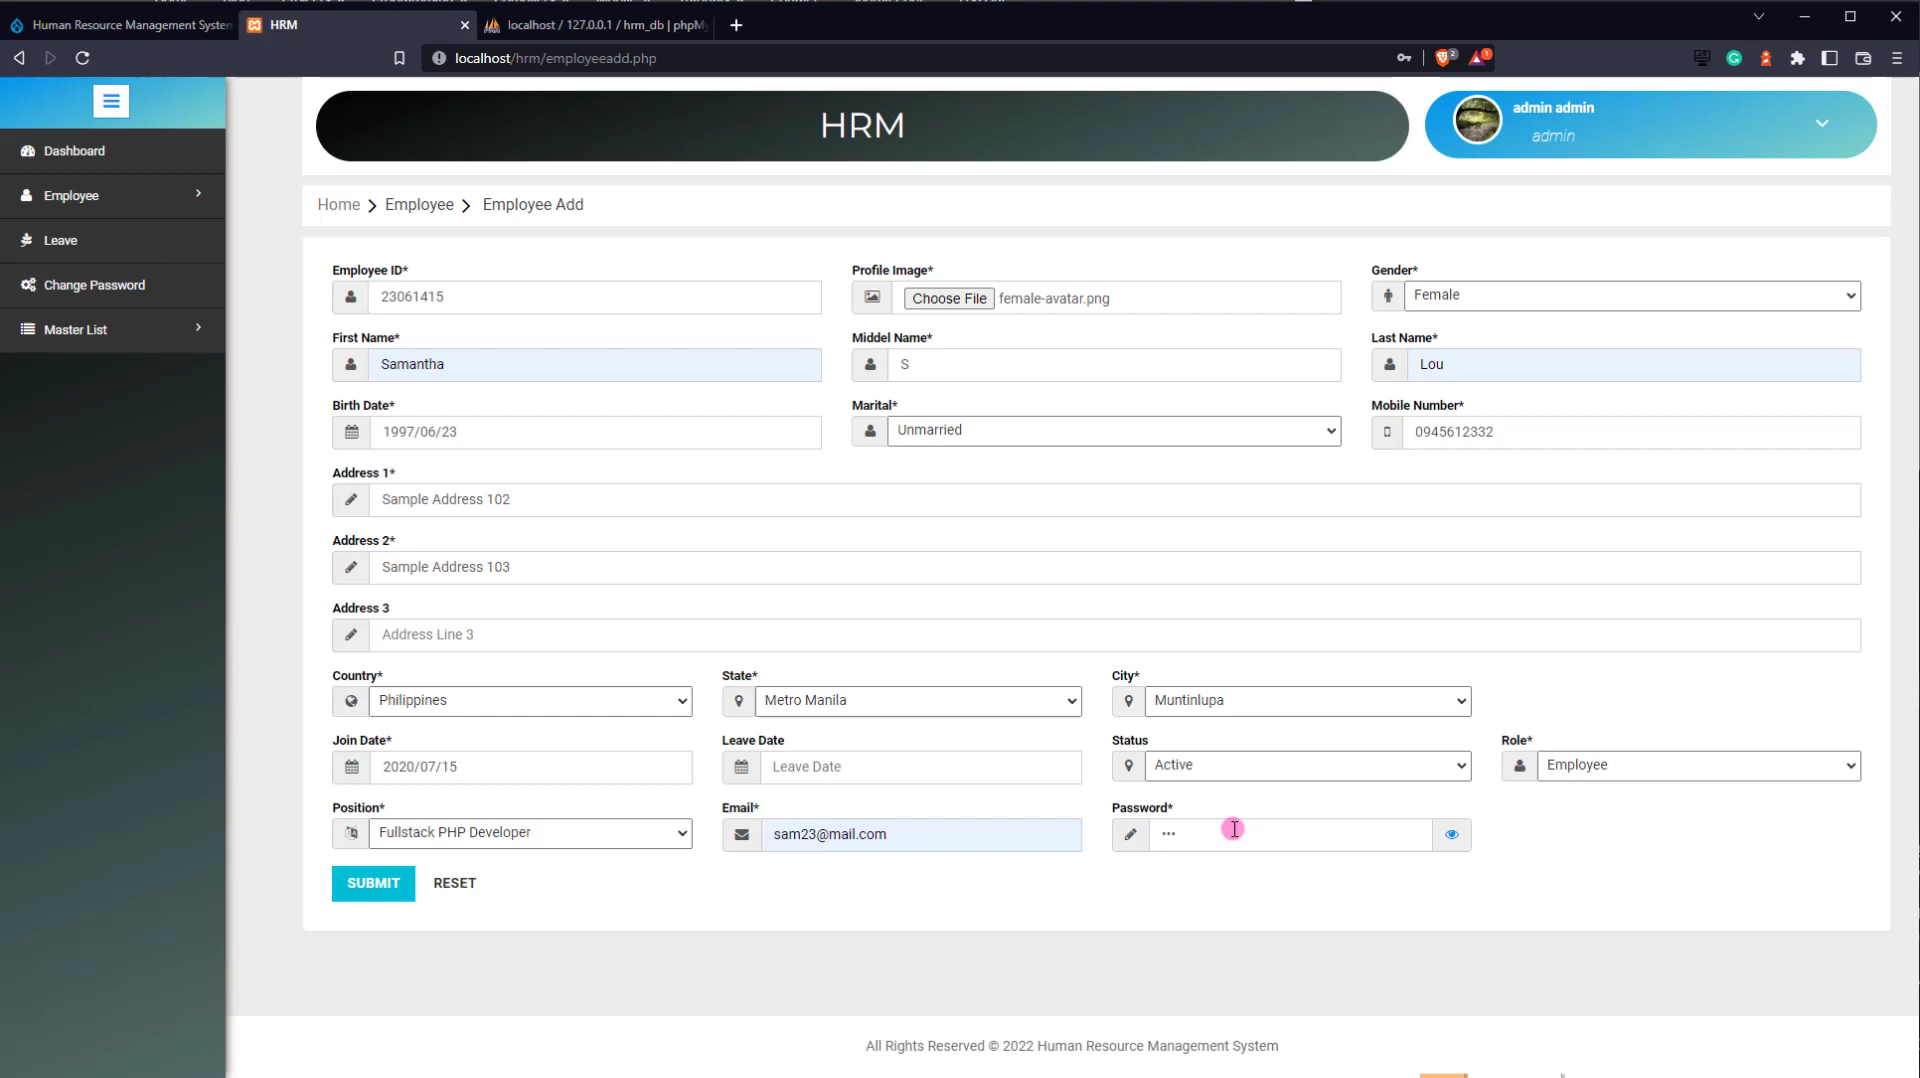 Human Resource Management System
HRM
localhost / 127.0.0.1 / hrm_db | phpMy
localhost/hrm/employeeadd.php
2
1
HRM
admin admin
admin
Dashboard
Employee
Leave
Change Password
Master List
Home > Employee > Employee Add
Employee ID*
23061415
Profile Image*
Choose File female-avatar.png
Gender*
Female
First Name*
Samantha
Middel Name*
S
Last Name*
Lou
Birth Date*
1997/06/23
Marital*
Unmarried
Mobile Number*
0945612332
Address 1*
Sample Address 102
Address 2*
Sample Address 103
Address 3
Address Line 3
Country*
Philippines
State*
Metro Manila
City*
Muntinlupa
Join Date*
2020/07/15
Leave Date
Leave Date
Status
Active
Role*
Employee
Position*
Fullstack PHP Developer
Email*
sam23@mail.com
Password*
•••
SUBMIT
RESET
All Rights Reserved © 2022 Human Resource Management System